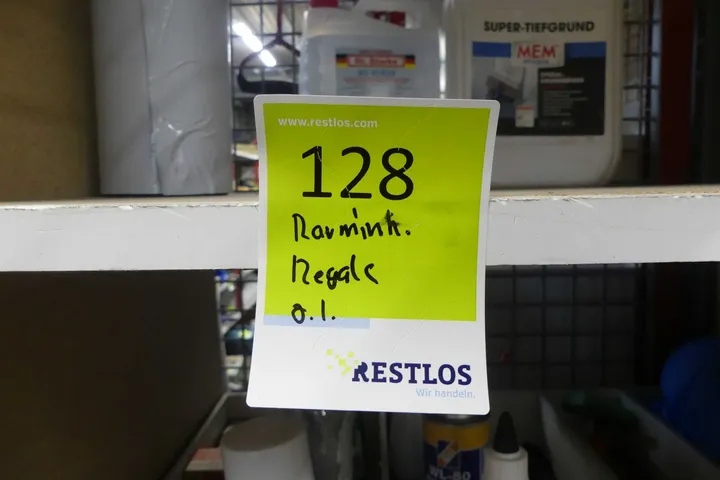 SUPER-TIEFGRUND
MEM
www.restlos.com
128
Raumink.
Regale
o.I.
RESTLOS
Wir handeln.